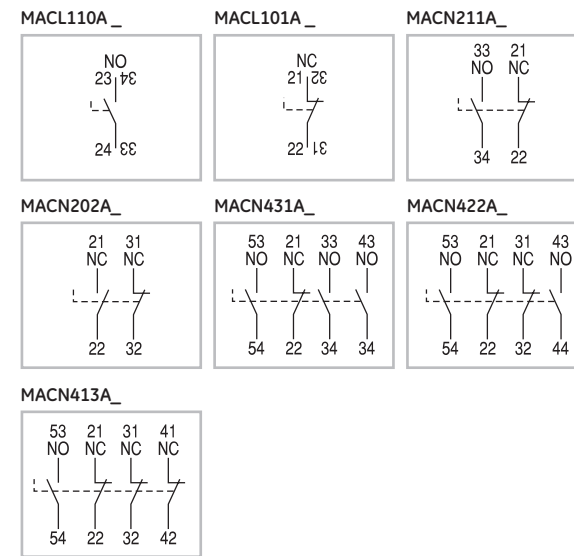 MACL110A _
NO
23 34
24 33
MACL101A _
NC
21 32
22 31
MACN211A_
33 21
NO NC
34 22
MACN202A_
21 31
NC NC
22 32
MACN431A_
53 21 33 43
NO NC NO NO
54 22 34 34
MACN422A_
53 21 31 43
NO NC NC NO
54 22 32 44
MACN413A_
53 21 31 41
NO NC NC NC
54 22 32 42